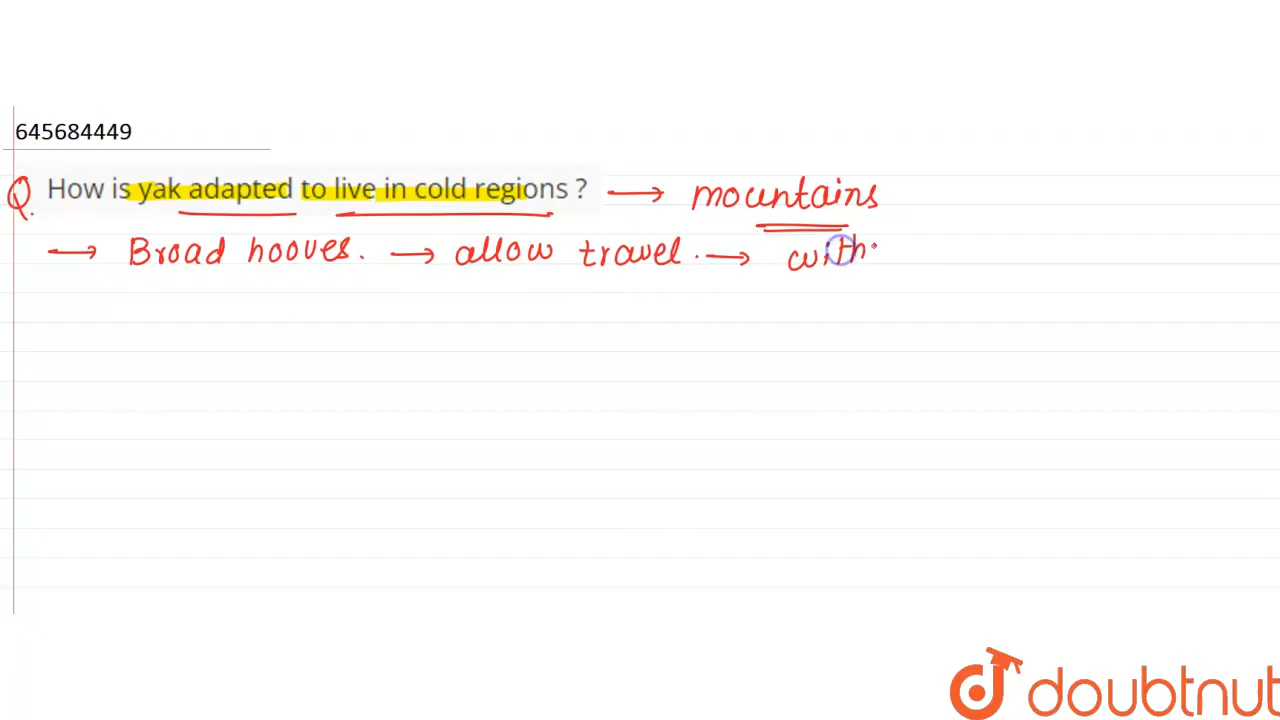 645684449
Q. How is yak adapted to live in cold regions ? → mountains
→ Broad hooves. → allow travel. → with
doubtnut